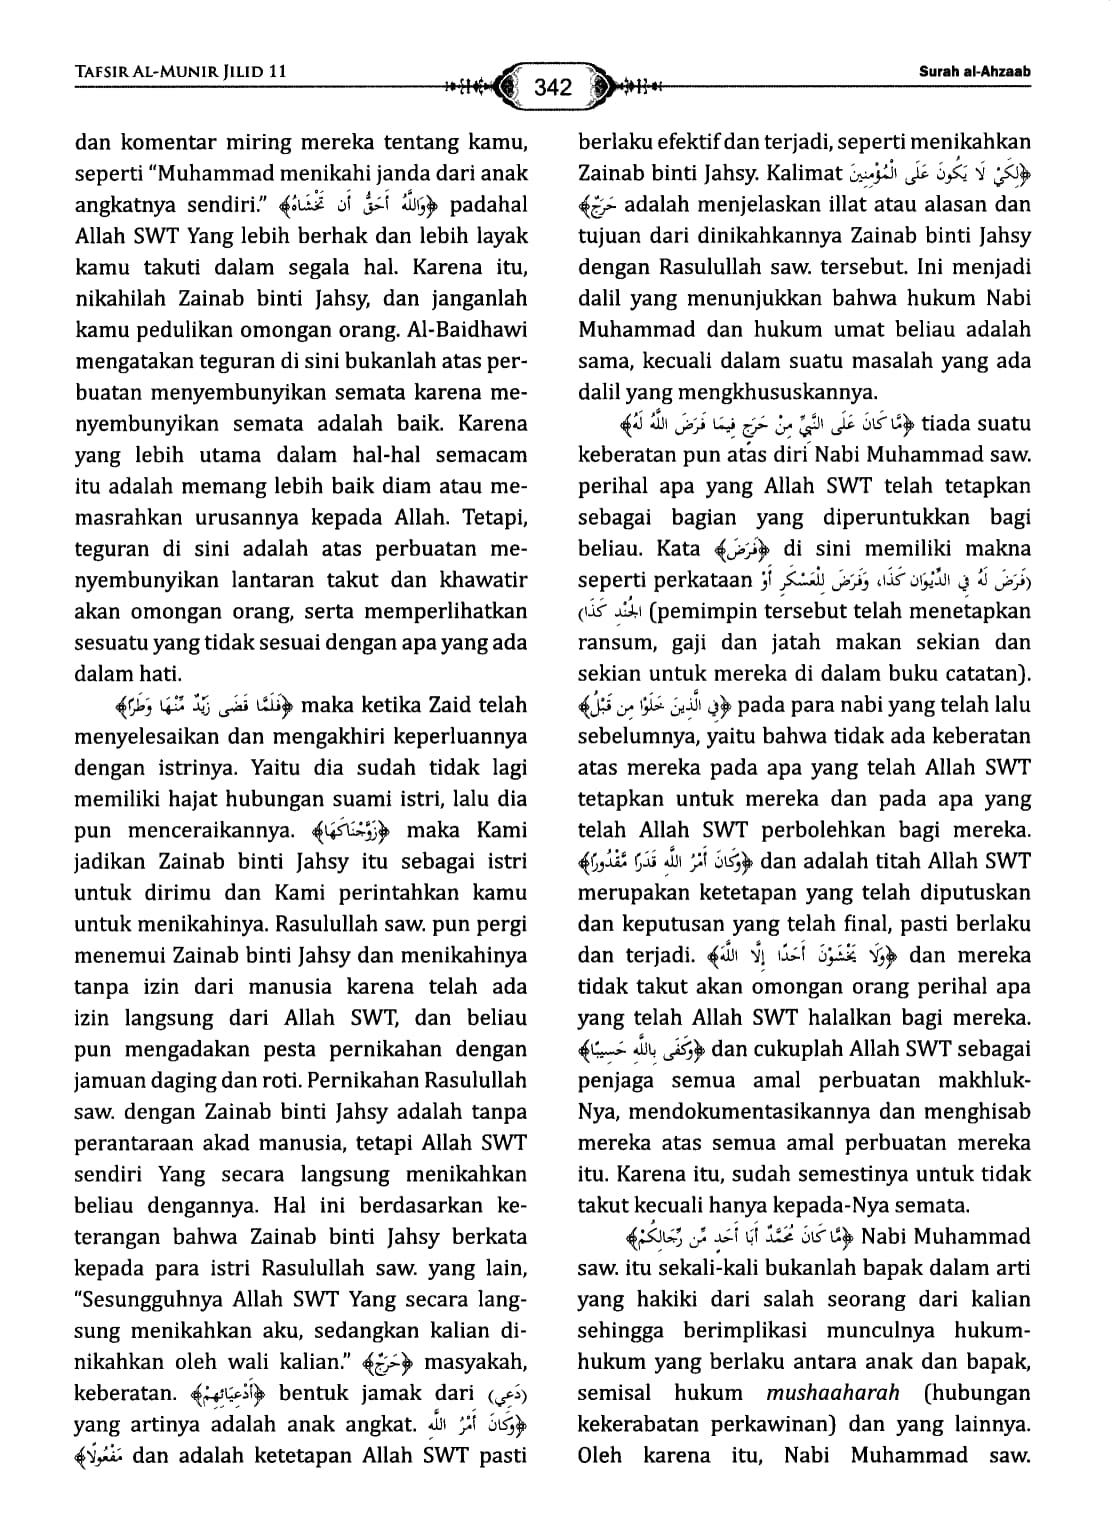 TAFSIR AL-MUNIR JILID 11
342
Surah al-Ahzaab
dan komentar miring mereka tentang kamu,
seperti “Muhammad menikahi janda dari anak
angkatnya sendiri.” ﴿وَاللَّهُ أَحَقُّ أَن تَخْشَاهُ﴾ padahal
Allah SWT Yang lebih berhak dan lebih layak
kamu takuti dalam segala hal. Karena itu,
nikahilah Zainab binti Jahsy, dan janganlah
kamu pedulikan omongan orang. Al-Baidhawi
mengatakan teguran di sini bukanlah atas per-
buatan menyembunyikan semata karena me-
nyembunyikan semata adalah baik. Karena
yang lebih utama dalam hal-hal semacam
itu adalah memang lebih baik diam atau me-
masrahkan urusannya kepada Allah. Tetapi,
teguran di sini adalah atas perbuatan me-
nyembunyikan lantaran takut dan khawatir
akan omongan orang, serta memperlihatkan
sesuatu yang tidak sesuai dengan apa yang ada
dalam hati.
﴿فَلَمَّا قَضَى زَيْدٌ مِّنْهَا وَطَرًا﴾ maka ketika Zaid telah
menyelesaikan dan mengakhiri keperluannya
dengan istrinya. Yaitu dia sudah tidak lagi
memiliki hajat hubungan suami istri, lalu dia
pun menceraikannya. ﴿زَوَّجْنَاكَهَا﴾ maka Kami
jadikan Zainab binti Jahsy itu sebagai istri
untuk dirimu dan Kami perintahkan kamu
untuk menikahinya. Rasulullah saw. pun pergi
menemui Zainab binti Jahsy dan menikahinya
tanpa izin dari manusia karena telah ada
izin langsung dari Allah SWT, dan beliau
pun mengadakan pesta pernikahan dengan
jamuan daging dan roti. Pernikahan Rasulullah
saw. dengan Zainab binti Jahsy adalah tanpa
perantaraan akad manusia, tetapi Allah SWT
sendiri Yang secara langsung menikahkan
beliau dengannya. Hal ini berdasarkan ke-
terangan bahwa Zainab binti Jahsy berkata
kepada para istri Rasulullah saw. yang lain,
“Sesungguhnya Allah SWT Yang secara lang-
sung menikahkan aku, sedangkan kalian di-
nikahkan oleh wali kalian.” ﴿حَرَجٌ﴾ masyakah,
keberatan. ﴿أَدْعِيَائِهِمْ﴾ bentuk jamak dari (دَعِي)
yang artinya adalah anak angkat. ﴿وَكَانَ أَمْرُ اللَّهِ
مَفْعُولًا﴾ dan adalah ketetapan Allah SWT pasti
berlaku efektif dan terjadi, seperti menikahkan
Zainab binti Jahsy. Kalimat ﴿لِكَيْ لَا يَكُونَ عَلَى الْمُؤْمِنِينَ
حَرَجٌ﴾ adalah menjelaskan illat atau alasan dan
tujuan dari dinikahkannya Zainab binti Jahsy
dengan Rasulullah saw. tersebut. Ini menjadi
dalil yang menunjukkan bahwa hukum Nabi
Muhammad dan hukum umat beliau adalah
sama, kecuali dalam suatu masalah yang ada
dalil yang mengkhususkannya.
﴿مَّا كَانَ عَلَى النَّبِيِّ مِنْ حَرَجٍ فِيمَا فَرَضَ اللَّهُ لَهُ﴾ tiada suatu
keberatan pun atas diri Nabi Muhammad saw.
perihal apa yang Allah SWT telah tetapkan
sebagai bagian yang diperuntukkan bagi
beliau. Kata ﴿فَرَضَ﴾ di sini memiliki makna
seperti perkataan (فَرَضَ لَهُ فِي الدِّيْوَانِ كَذَا، وَفَرَضَ لِلْعَسْكَرِ أَوْ
الْجُنْدِ كَذَا) (pemimpin tersebut telah menetapkan
ransum, gaji dan jatah makan sekian dan
sekian untuk mereka di dalam buku catatan).
﴿فِي الَّذِينَ خَلَوْا مِن قَبْلُ﴾ pada para nabi yang telah lalu
sebelumnya, yaitu bahwa tidak ada keberatan
atas mereka pada apa yang telah Allah SWT
tetapkan untuk mereka dan pada apa yang
telah Allah SWT perbolehkan bagi mereka.
﴿وَكَانَ أَمْرُ اللَّهِ قَدَرًا مَّقْدُورًا﴾ dan adalah titah Allah SWT
merupakan ketetapan yang telah diputuskan
dan keputusan yang telah final, pasti berlaku
dan terjadi. ﴿وَلَا يَخْشَوْنَ أَحَدًا إِلَّا اللَّهَ﴾ dan mereka
tidak takut akan omongan orang perihal apa
yang telah Allah SWT halalkan bagi mereka.
﴿وَكَفَى بِاللَّهِ حَسِيبًا﴾ dan cukuplah Allah SWT sebagai
penjaga semua amal perbuatan makhluk-
Nya, mendokumentasikannya dan menghisab
mereka atas semua amal perbuatan mereka
itu. Karena itu, sudah semestinya untuk tidak
takut kecuali hanya kepada-Nya semata.
﴿مَّا كَانَ مُحَمَّدٌ أَبَا أَحَدٍ مِّن رِّجَالِكُمْ﴾ Nabi Muhammad
saw. itu sekali-kali bukanlah bapak dalam arti
yang hakiki dari salah seorang dari kalian
sehingga berimplikasi munculnya hukum-
hukum yang berlaku antara anak dan bapak,
semisal hukum mushaaharah (hubungan
kekerabatan perkawinan) dan yang lainnya.
Oleh karena itu, Nabi Muhammad saw.